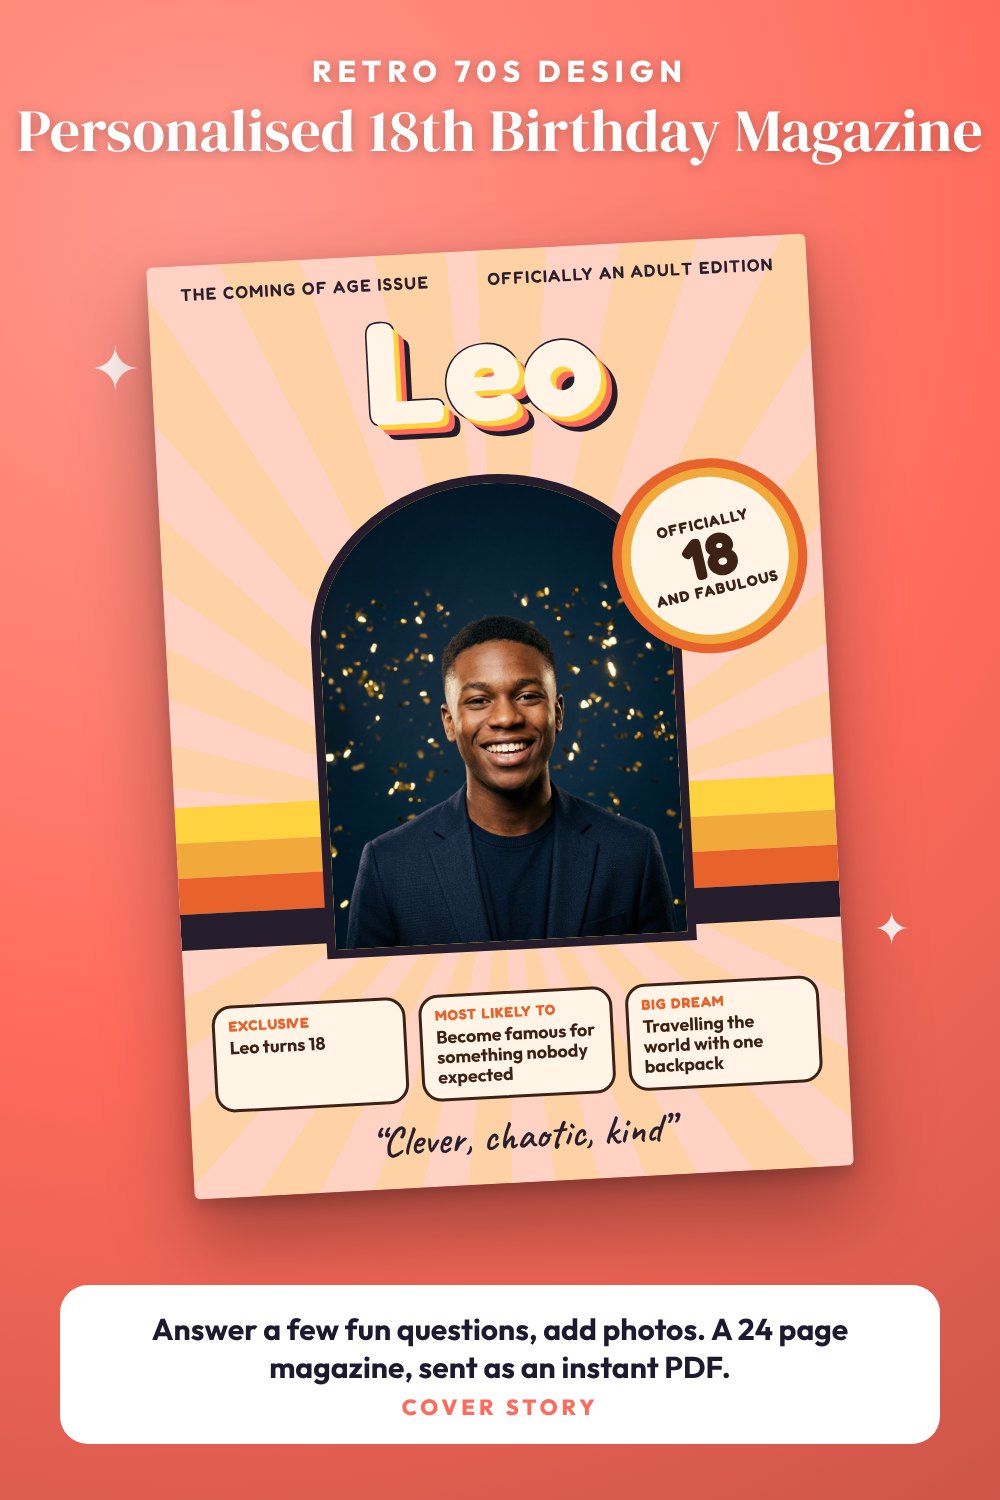 RETRO 70S DESIGN
Personalised 18th Birthday Magazine
THE COMING OF AGE ISSUE
OFFICIALLY AN ADULT EDITION
Leo
OFFICIALLY
18
AND FABULOUS
EXCLUSIVE
Leo turns 18
MOST LIKELY TO
Become famous for
something nobody
expected
BIG DREAM
Travelling the
world with one
backpack
“Clever, chaotic, kind”
Answer a few fun questions, add photos. A 24 page
magazine, sent as an instant PDF.
COVER STORY